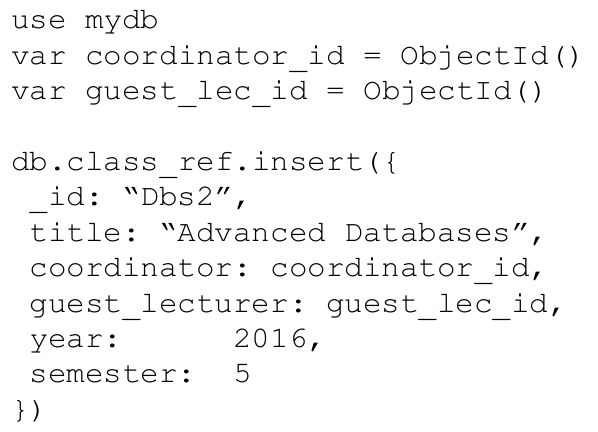 use mydb
var coordinator_id = ObjectId()
var guest_lec_id = ObjectId()

db.class_ref.insert({
 _id: “Dbs2”,
 title: “Advanced Databases”,
 coordinator: coordinator_id,
 guest_lecturer: guest_lec_id,
 year:      2016,
 semester:  5
})